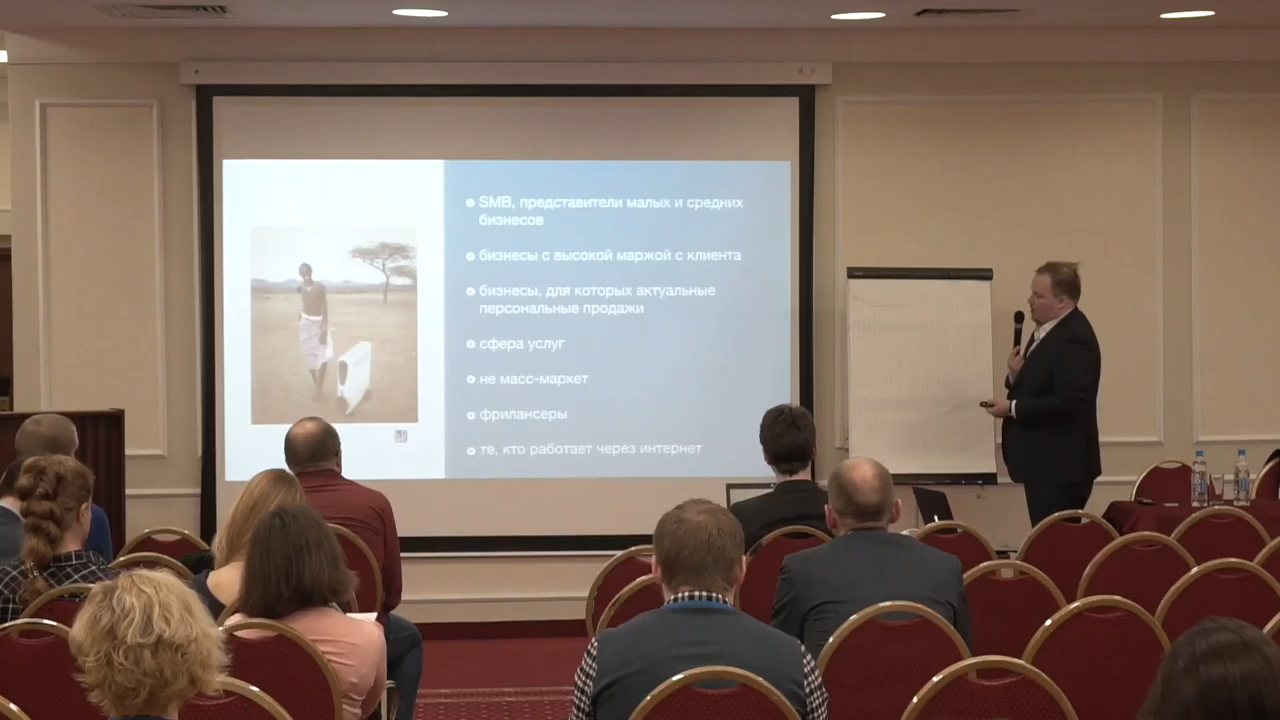 SMB, представители малых и средних
бизнесов
бизнесы с высокой маржой с клиента
бизнесы, для которых актуальные
персональные продажи
сфера услуг
не масс-маркет
фрилансеры
те, кто работает через интернет